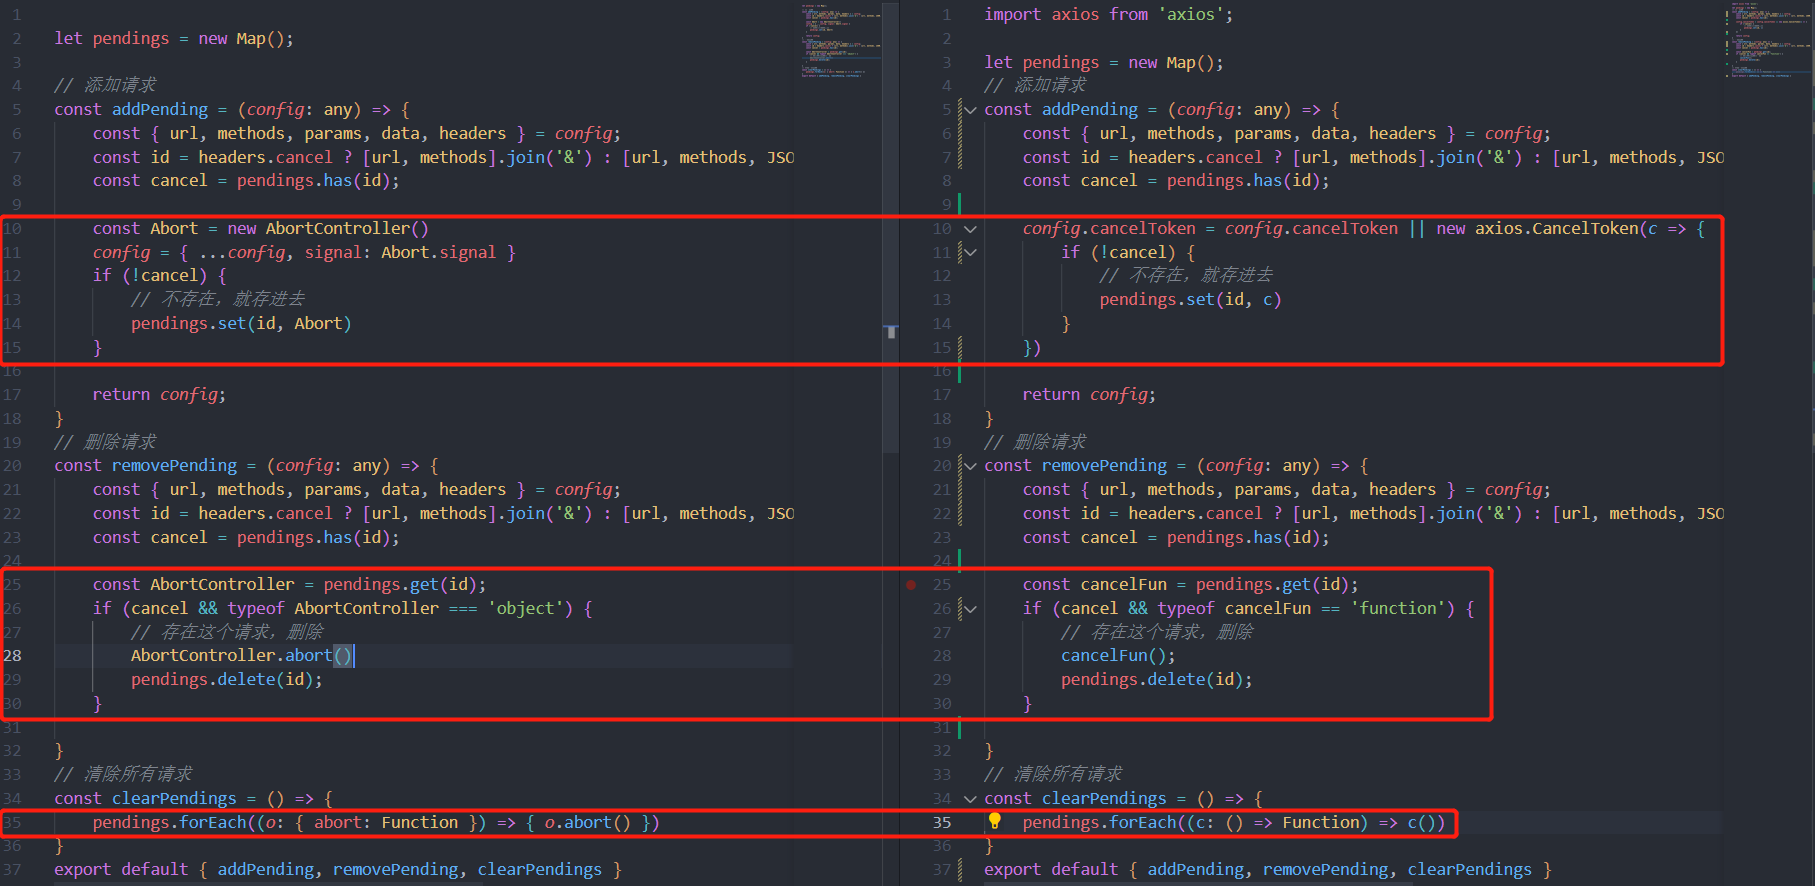 1
2 let pendings = new Map();
3
4 // 添加请求
5 const addPending = (config: any) => {
6 const { url, methods, params, data, headers } = config;
7 const id = headers.cancel ? [url, methods].join('&') : [url, methods, JSO
8 const cancel = pendings.has(id);
9
10 const Abort = new AbortController()
11 config = { ...config, signal: Abort.signal }
12 if (!cancel) {
13 // 不存在，就存进去
14 pendings.set(id, Abort)
15 }
16
17 return config;
18 }
19 // 删除请求
20 const removePending = (config: any) => {
21 const { url, methods, params, data, headers } = config;
22 const id = headers.cancel ? [url, methods].join('&') : [url, methods, JSO
23 const cancel = pendings.has(id);
24
25 const AbortController = pendings.get(id);
26 if (cancel && typeof AbortController === 'object') {
27 // 存在这个请求，删除
28 AbortController.abort()
29 pendings.delete(id);
30 }
31
32 }
33 // 清除所有请求
34 const clearPendings = () => {
35 pendings.forEach((o: { abort: Function }) => { o.abort() })
36 }
37 export default { addPending, removePending, clearPendings }
1 import axios from 'axios';
2
3 let pendings = new Map();
4 // 添加请求
5 const addPending = (config: any) => {
6 const { url, methods, params, data, headers } = config;
7 const id = headers.cancel ? [url, methods].join('&') : [url, methods, JSO
8 const cancel = pendings.has(id);
9
10 config.cancelToken = config.cancelToken || new axios.CancelToken(c => {
11 if (!cancel) {
12 // 不存在，就存进去
13 pendings.set(id, c)
14 }
15 })
16
17 return config;
18 }
19 // 删除请求
20 const removePending = (config: any) => {
21 const { url, methods, params, data, headers } = config;
22 const id = headers.cancel ? [url, methods].join('&') : [url, methods, JSO
23 const cancel = pendings.has(id);
24
25 const cancelFun = pendings.get(id);
26 if (cancel && typeof cancelFun == 'function') {
27 // 存在这个请求，删除
28 cancelFun();
29 pendings.delete(id);
30 }
31
32 }
33 // 清除所有请求
34 const clearPendings = () => {
35 pendings.forEach((c: () => Function) => c())
36 }
37 export default { addPending, removePending, clearPendings }